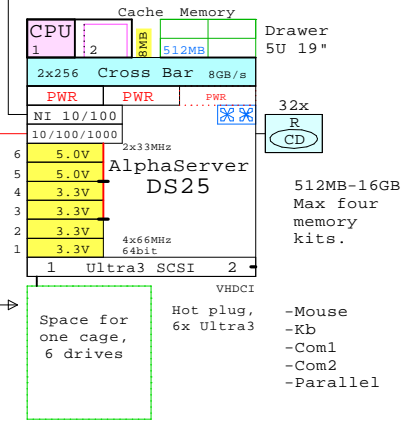 Cache Memory
CPU
1
2
8MB
512MB
Drawer
5U 19"
2x256 Cross Bar 8GB/s
PWR PWR PWR
NI 10/100
10/100/1000
32x
R
CD
2x33MHz
6 5.0V
5 5.0V
4 3.3V
3 3.3V
2 3.3V
1 3.3V
AlphaServer
DS25
4x66MHz
64bit
512MB-16GB
Max four
memory
kits.
1 Ultra3 SCSI 2
VHDCI
Hot plug,
6x Ultra3
Space for
one cage,
6 drives
-Mouse
-Kb
-Com1
-Com2
-Parallel